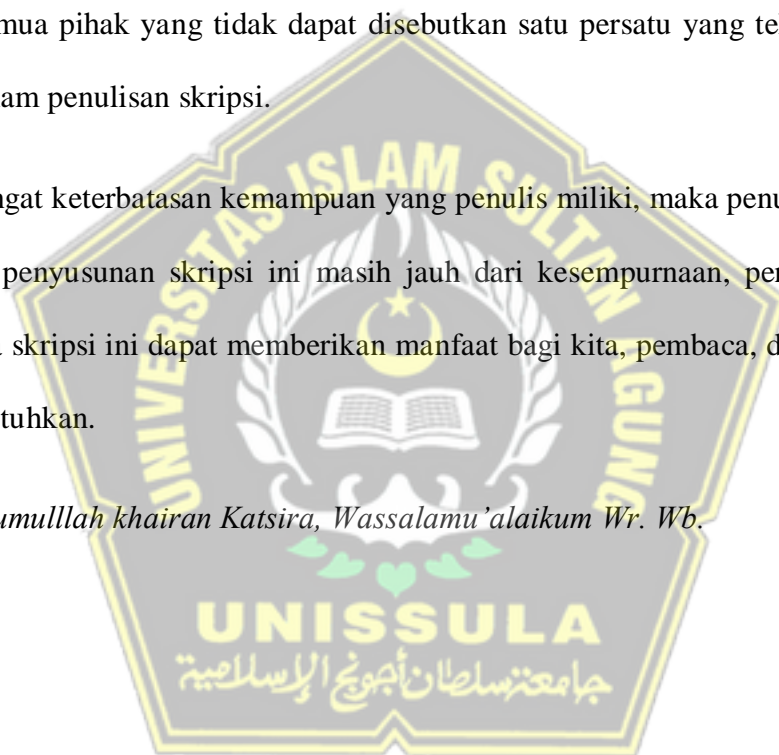 mua pihak yang tidak dapat disebutkan satu persatu yang te
am penulisan skripsi.
ngat keterbatasan kemampuan yang penulis miliki, maka penu
penyusunan skripsi ini masih jauh dari kesempurnaan, per
skripsi ini dapat memberikan manfaat bagi kita, pembaca, d
tuhkan.
umulllah khairan Katsira, Wassalamu’alaikum Wr. Wb.
UNIVERSITAS ISLAM SULTAN AGUNG
UNISSULA
جامعة سلطان أجونج الإسلامية